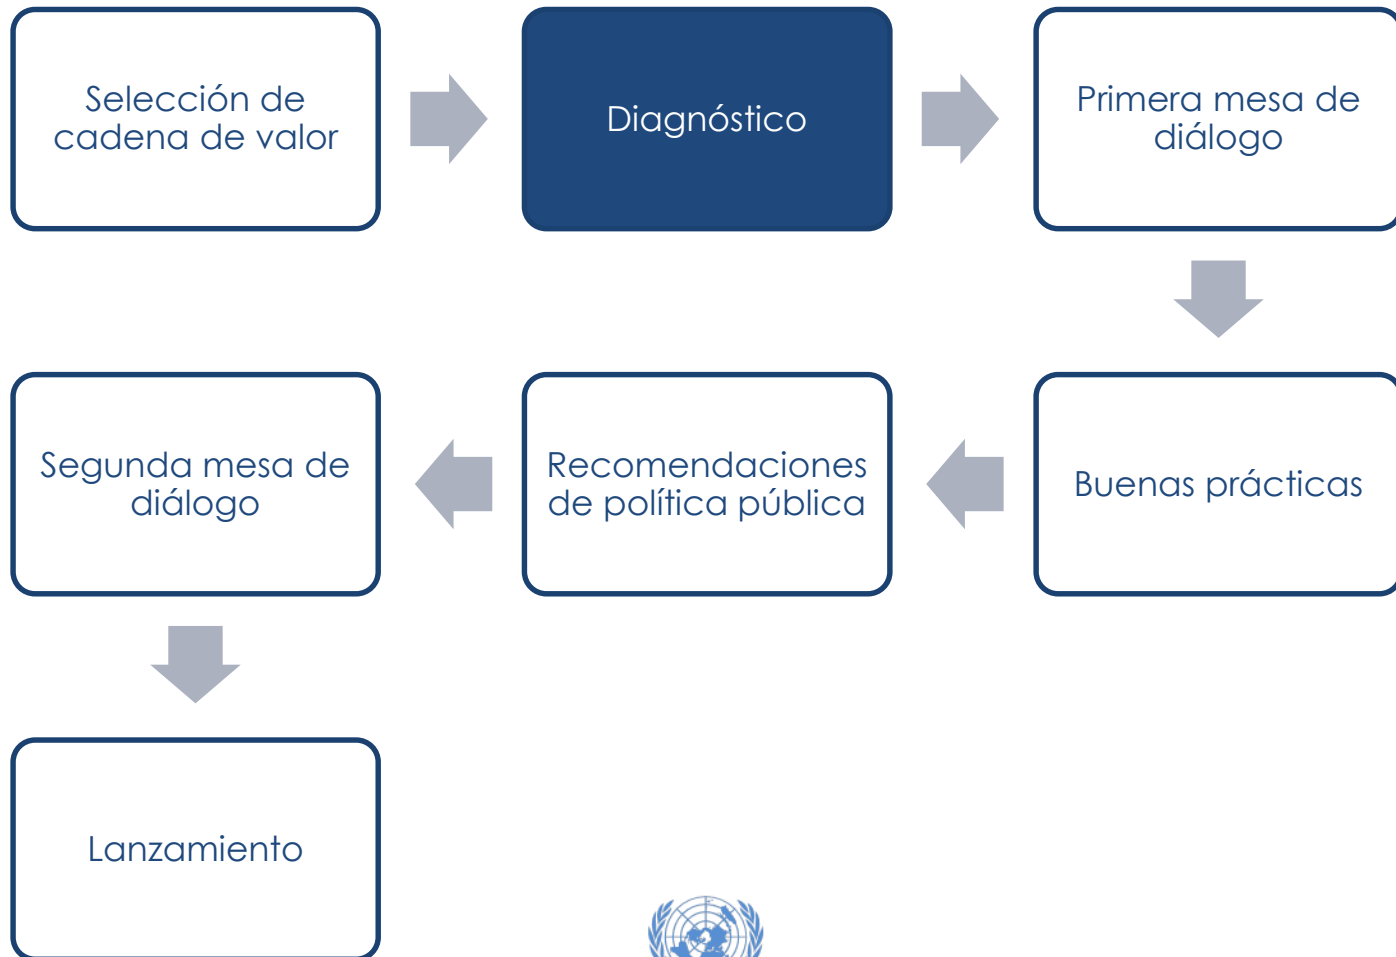 Selección de
cadena de valor
Diagnóstico
Primera mesa de
diálogo
Buenas prácticas
Recomendaciones
de política pública
Segunda mesa de
diálogo
Lanzamiento